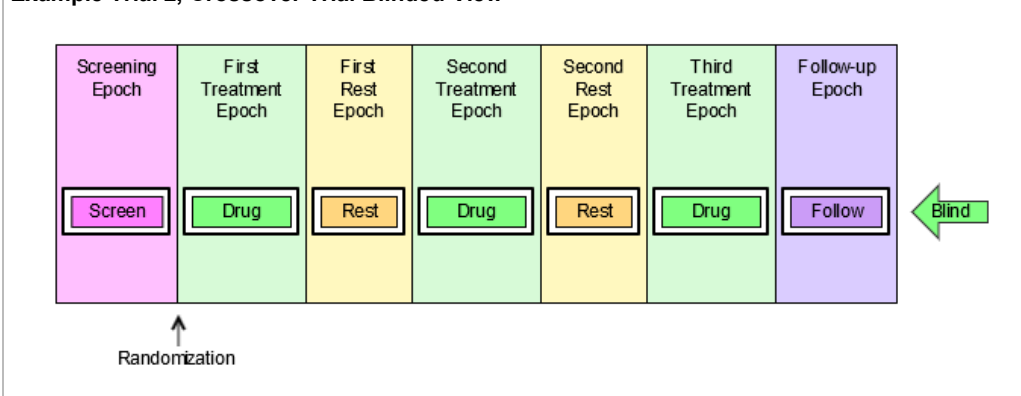 Example Trial 2, Crossover Trial Blinded View
Screening
Epoch
First
Treatment
Epoch
First
Rest
Epoch
Second
Treatment
Epoch
Second
Rest
Epoch
Third
Treatment
Epoch
Follow-up
Epoch
Screen
Drug
Rest
Drug
Rest
Drug
Follow
Blind
Randomization